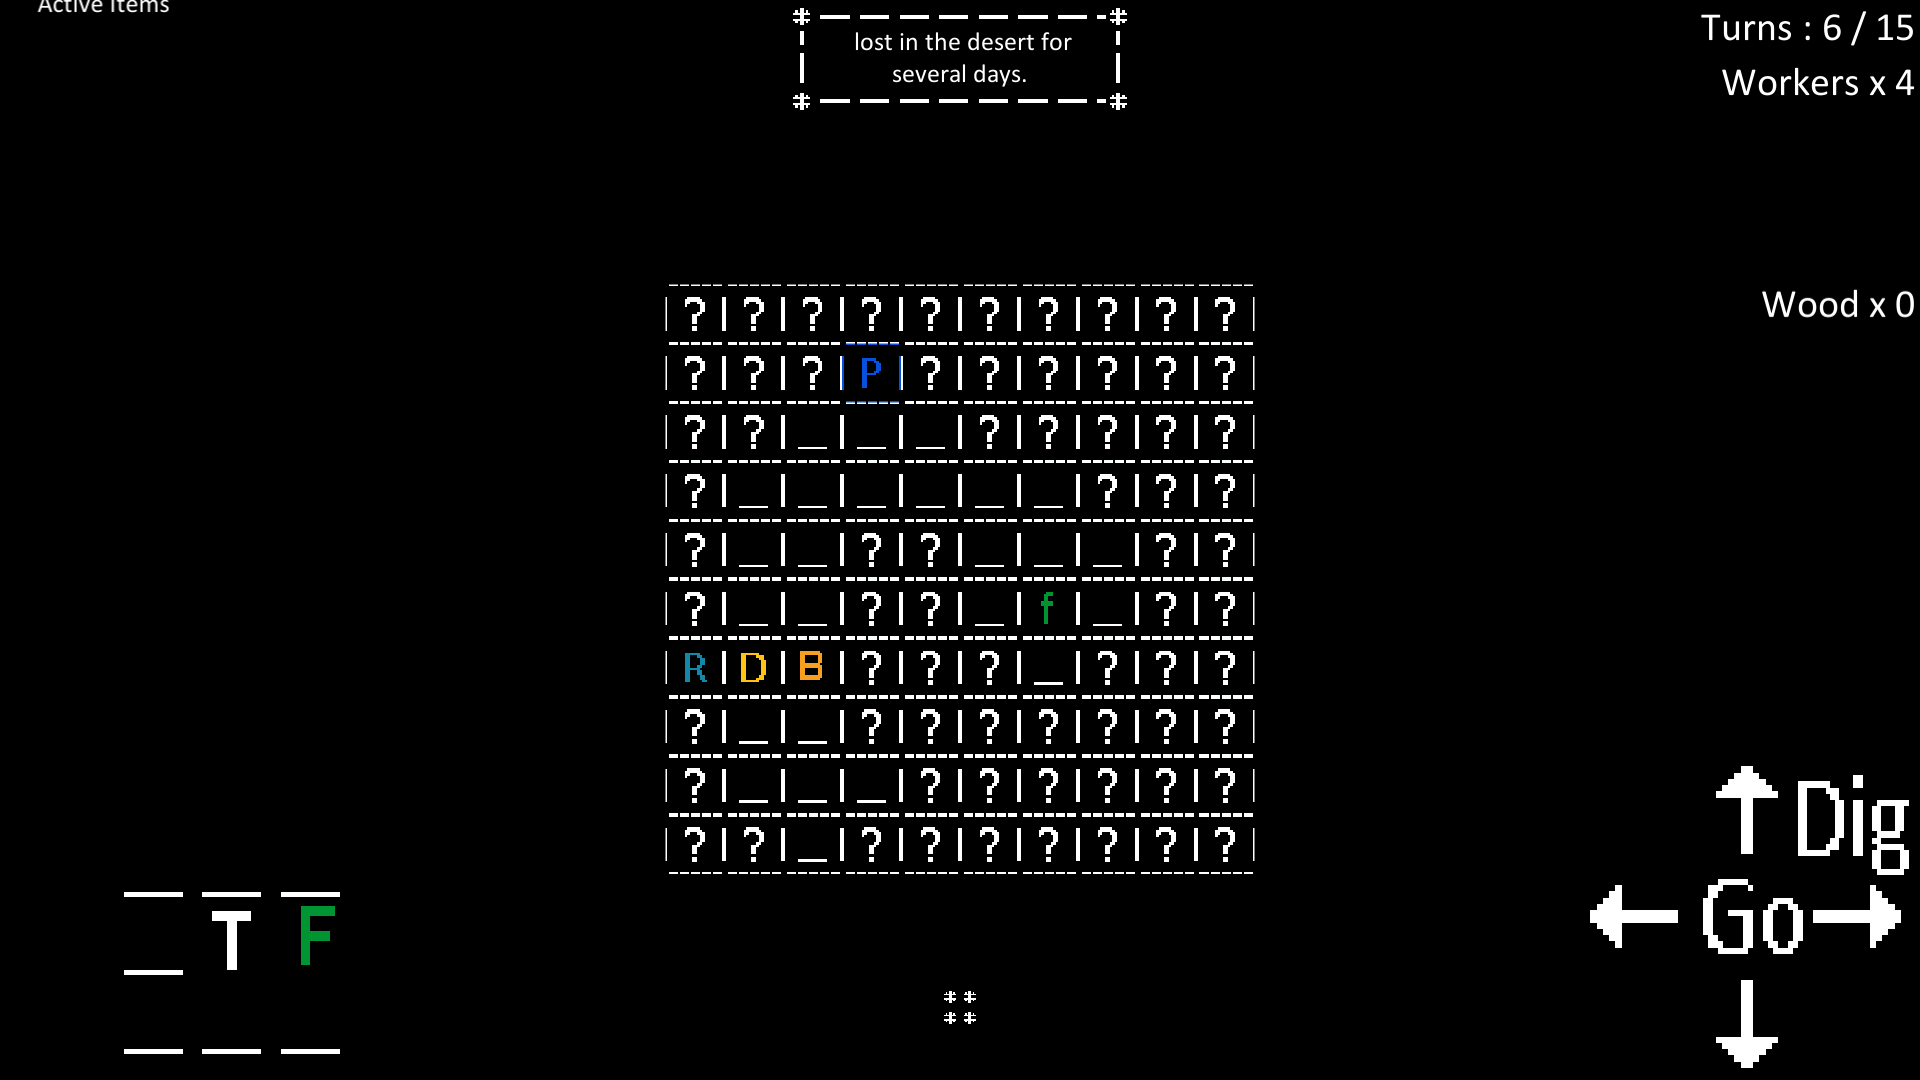 Active Items
lost in the desert for
several days.
Turns : 6 / 15
Workers x 4
Wood x 0
? ? ? ? ? ? ? ? ? ?
? ? ? P ? ? ? ? ? ?
? ? _ _ _ ? ? ? ? ?
? _ _ _ _ _ _ ? ? ?
? _ _ ? ? _ _ _ ? ?
? _ _ ? ? _ f _ ? ?
R D B ? ? ? _ ? ? ?
? _ _ ? ? ? ? ? ? ?
? _ _ _ ? ? ? ? ? ?
? ? _ ? ? ? ? ? ? ?
Dig
Go
T F